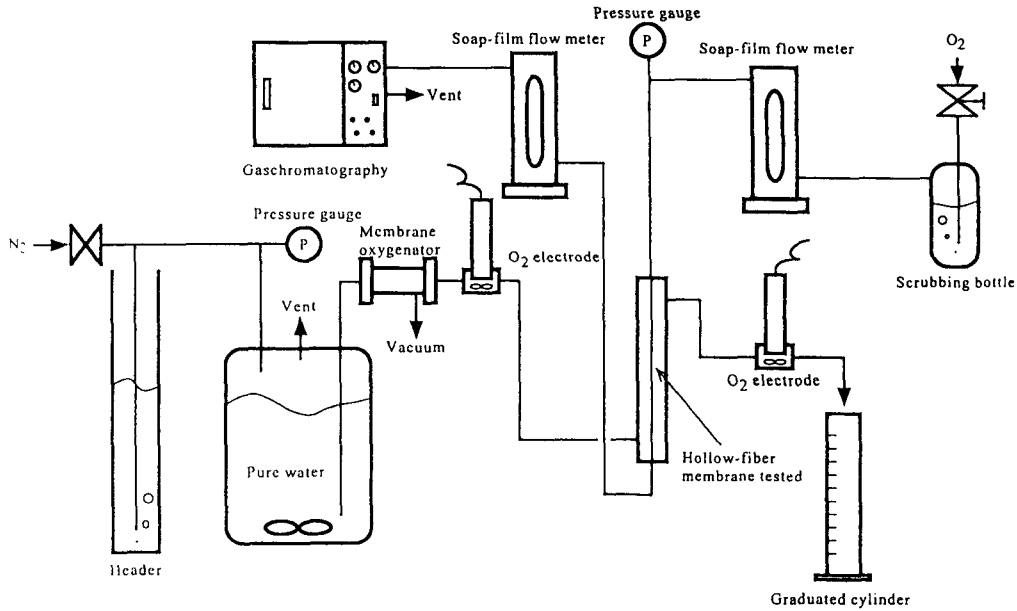 Pressure gauge
P
Soap-film flow meter
Soap-film flow meter
O2
Vent
Gaschromatography
Pressure gauge
N2
P
Membrane
oxygenator
O2 electrode
Scrubbing bottle
Vent
Vacuum
O2 electrode
Pure water
Hollow-fiber
membrane tested
Header
Graduated cylinder